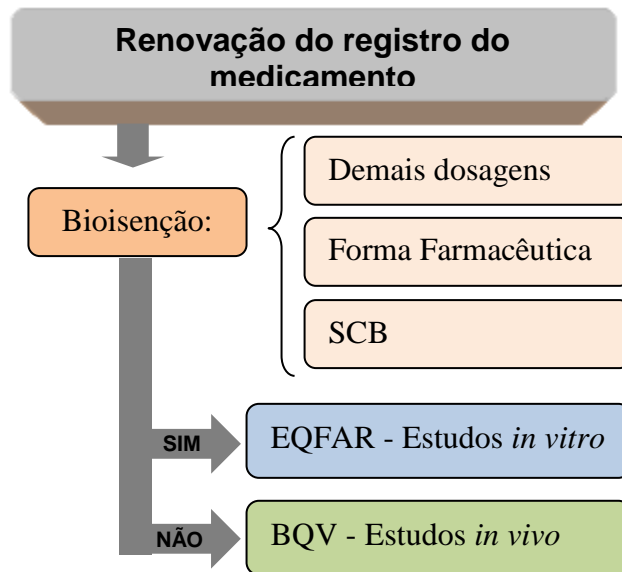 Renovação do registro do
medicamento
Bioisenção:
Demais dosagens
Forma Farmacêutica
SCB
SIM
EQFAR - Estudos in vitro
NÃO
BQV - Estudos in vivo